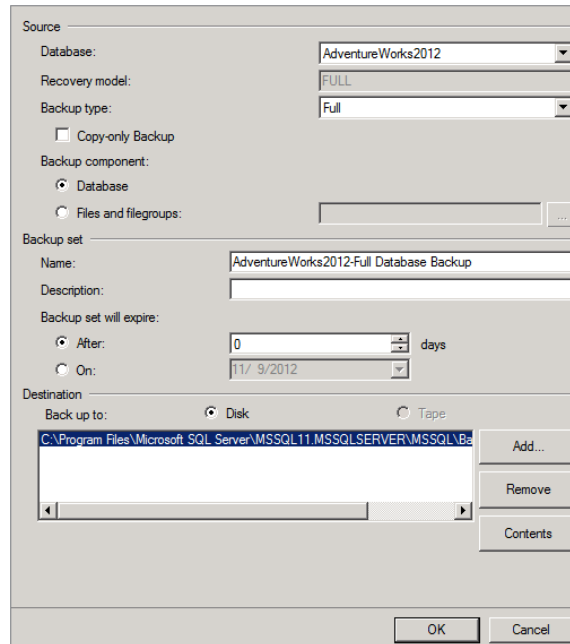 Source
Database: AdventureWorks2012
Recovery model: FULL
Backup type: Full
Copy-only Backup
Backup component:
Database
Files and filegroups: ...
Backup set
Name: AdventureWorks2012-Full Database Backup
Description:
Backup set will expire:
After: 0 days
On: 11/ 9/2012
Destination
Back up to: Disk Tape
C:\Program Files\Microsoft SQL Server\MSSQL11.MSSQLSERVER\MSSQL\Ba
Add...
Remove
Contents
OK Cancel